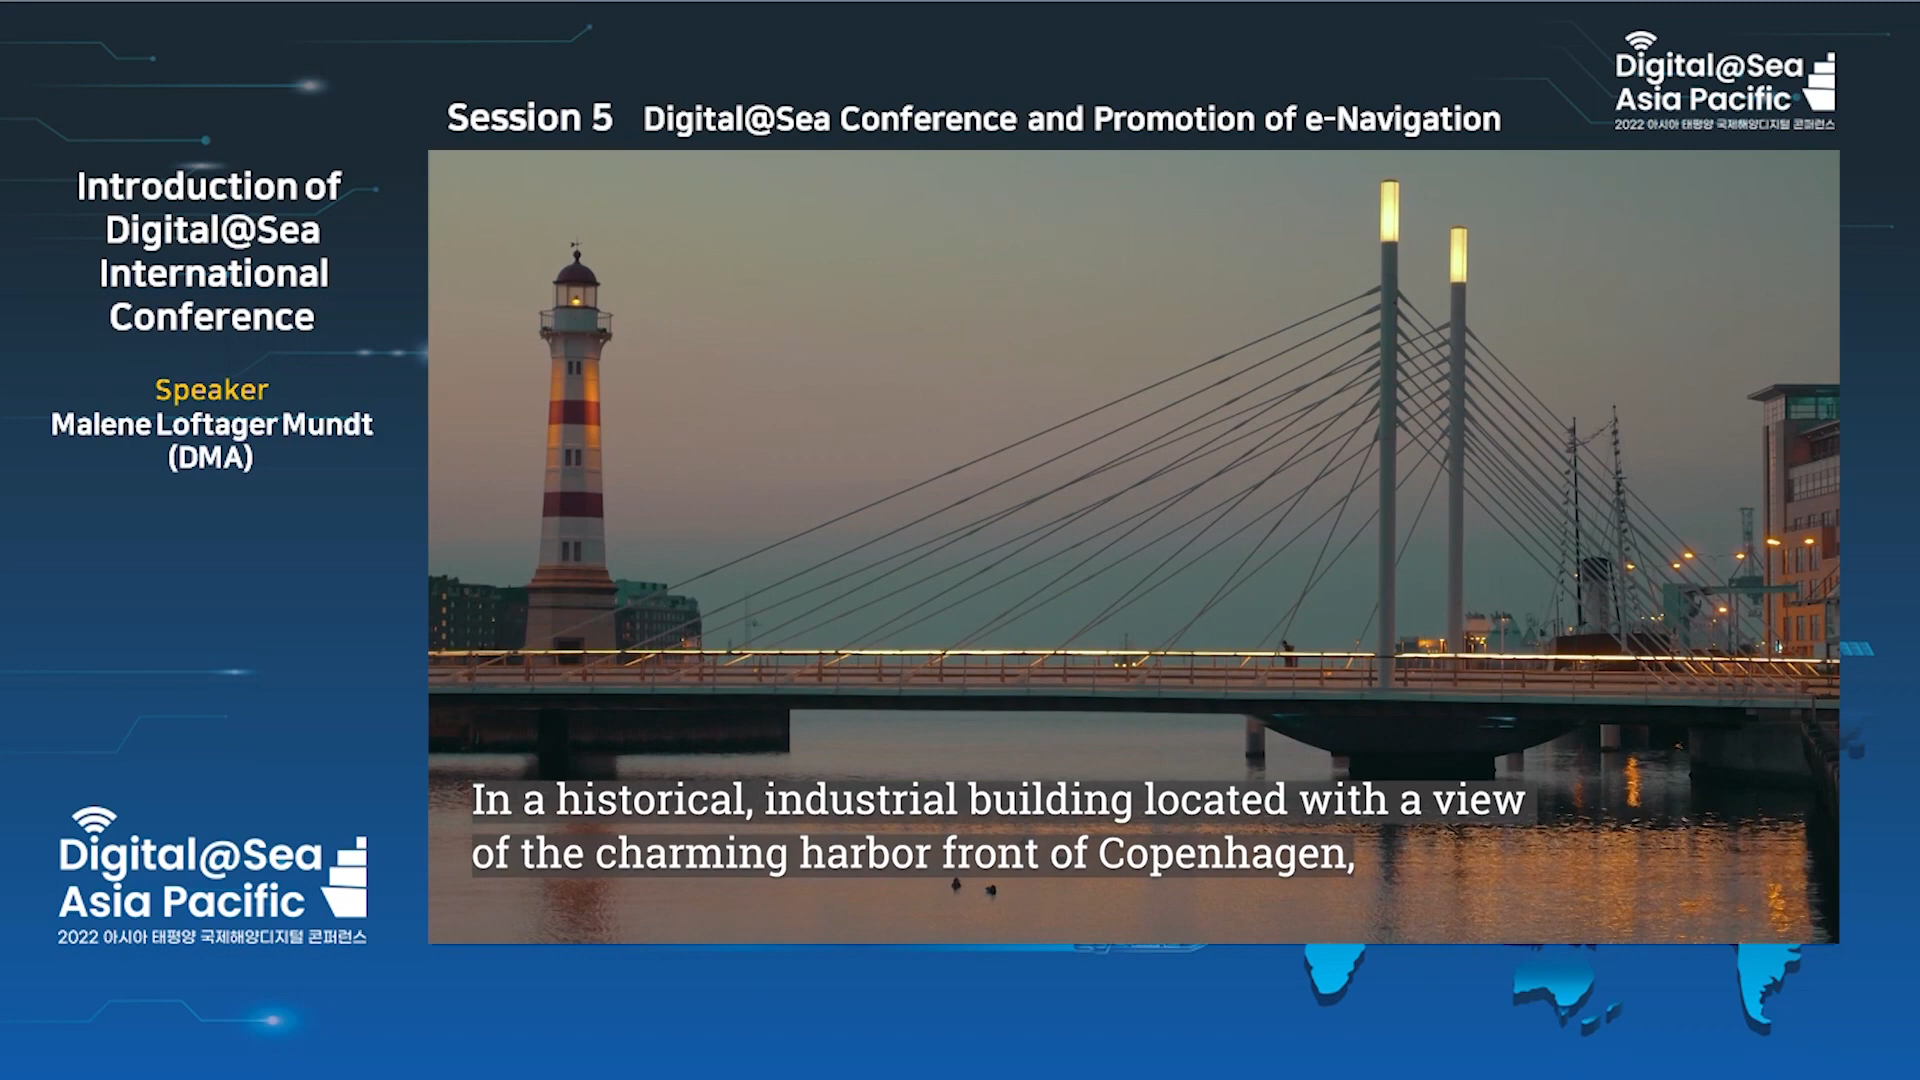 Digital@Sea
Asia Pacific
2022 아시아 태평양 국제해양디지털 콘퍼런스
Session 5 Digital@Sea Conference and Promotion of e-Navigation
Introduction of
Digital@Sea
International
Conference
Speaker
Malene Loftager Mundt
(DMA)
In a historical, industrial building located with a view
of the charming harbor front of Copenhagen,
Digital@Sea
Asia Pacific
2022 아시아 태평양 국제해양디지털 콘퍼런스